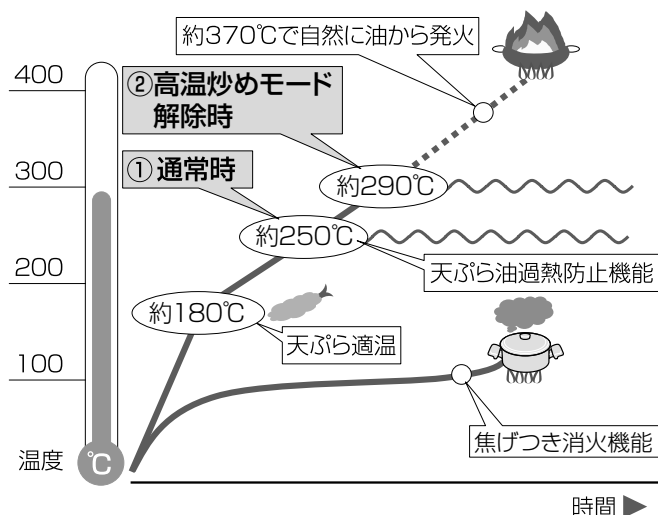 約370℃で自然に油から発火
400
②高温炒めモード
解除時
300
①通常時
約290℃
約250℃
200
天ぷら油過熱防止機能
約180℃
天ぷら適温
100
焦げつき消火機能
温度
℃
時間